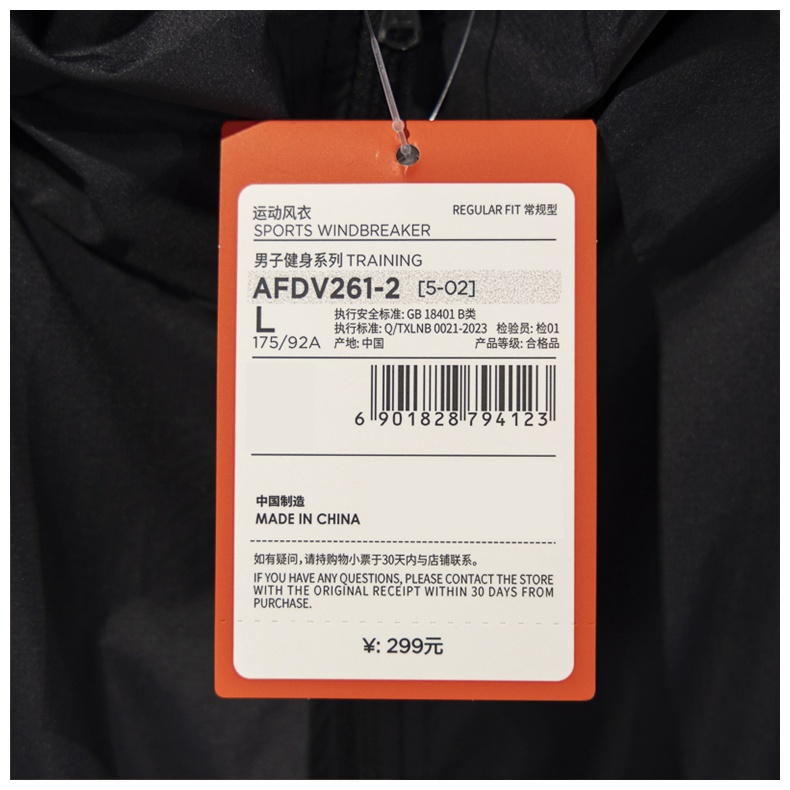 运动风衣
REGULAR FIT 常规型
SPORTS WINDBREAKER
男子健身系列 TRAINING
AFDV261-2 [5-02]
L
执行安全标准: GB 18401 B类
执行标准: Q/TXLNB 0021-2023 检验员: 检01
175/92A
产地: 中国 产品等级: 合格品
6 901828 794123
中国制造
MADE IN CHINA
如有疑问,请持购物小票于30天内与店铺联系。
IF YOU HAVE ANY QUESTIONS, PLEASE CONTACT THE STORE
WITH THE ORIGINAL RECEIPT WITHIN 30 DAYS FROM
PURCHASE.
¥: 299元